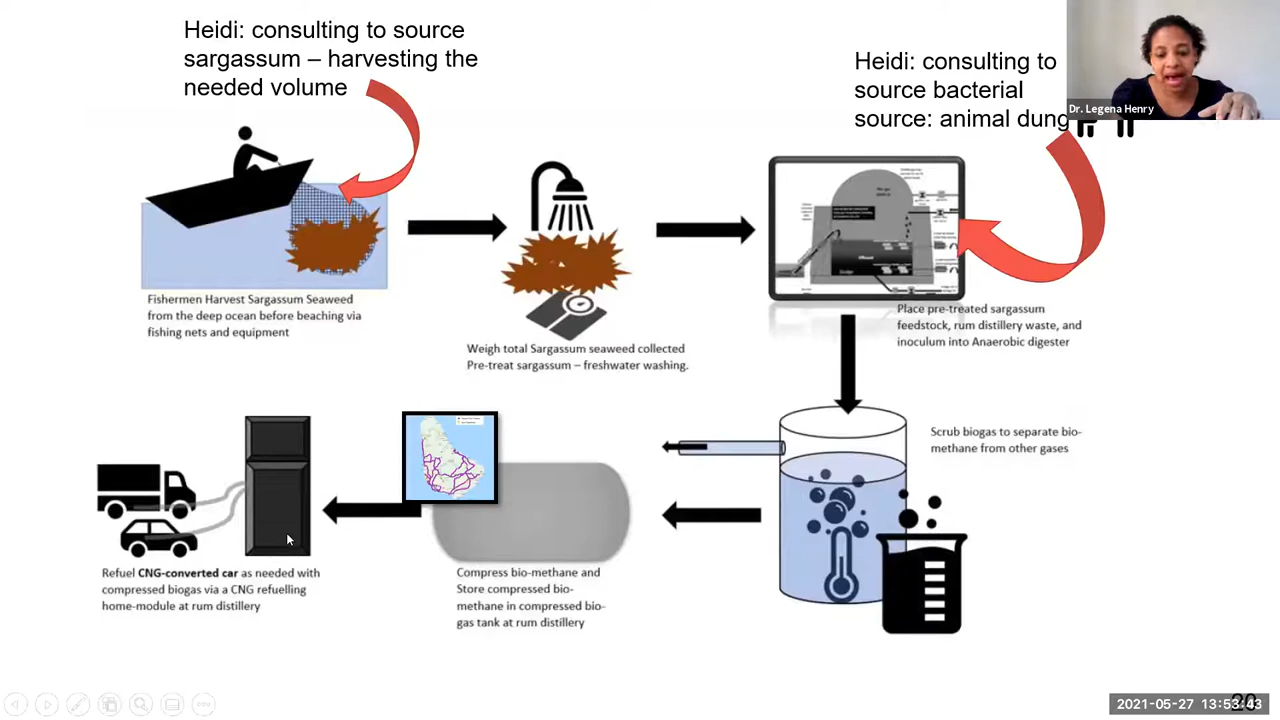 Heidi: consulting to source
sargassum – harvesting the
needed volume
Heidi: consulting to
source bacterial
source: animal dung
Dr. Legena Henry
Fishermen Harvest Sargassum Seaweed
from the deep ocean before beaching via
fishing nets and equipment
Weigh total Sargassum seaweed collected
Pre-treat sargassum – freshwater washing.
Place pre-treated sargassum
feedstock, rum distillery waste, and
inoculum into Anaerobic digester
Scrub biogas to separate bio-
methane from other gases
Compress bio-methane and
Store compressed bio-
methane in compressed bio-
gas tank at rum distillery
Refuel CNG-converted car as needed with
compressed biogas via a CNG refuelling
home-module at rum distillery
20
2021-05-27 13:53:43